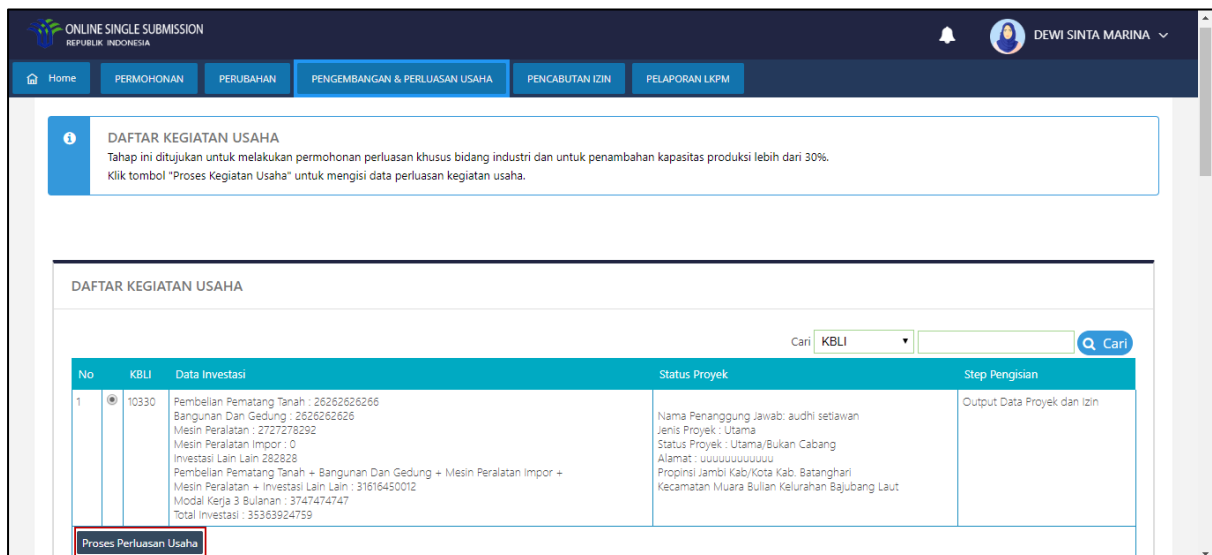 ONLINE SINGLE SUBMISSION
REPUBLIK INDONESIA
DEWI SINTA MARINA
Home PERMOHONAN PERUBAHAN PENGEMBANGAN & PERLUASAN USAHA PENCABUTAN IZIN PELAPORAN LKPM
DAFTAR KEGIATAN USAHA
Tahap ini ditujukan untuk melakukan permohonan perluasan khusus bidang industri dan untuk penambahan kapasitas produksi lebih dari 30%.
Klik tombol "Proses Kegiatan Usaha" untuk mengisi data perluasan kegiatan usaha.
DAFTAR KEGIATAN USAHA
Cari KBLI Cari
No KBLI Data Investasi Status Proyek Step Pengisian
1 10330
Pembelian Pematang Tanah : 26262626266
Bangunan Dan Gedung : 2626262626
Mesin Peralatan : 2727278292
Mesin Peralatan Impor : 0
Investasi Lain Lain 282828
Pembelian Pematang Tanah + Bangunan Dan Gedung + Mesin Peralatan Impor +
Mesin Peralatan + Investasi Lain Lain : 31616450012
Modal Kerja 3 Bulanan : 3747474747
Total Investasi : 35363924759
Nama Penanggung Jawab: audhi setiawan
Jenis Proyek : Utama
Status Proyek : Utama/Bukan Cabang
Alamat : uuuuuuuuuuuu
Propinsi Jambi Kab/Kota Kab. Batanghari
Kecamatan Muara Bulian Kelurahan Bajubang Laut
Output Data Proyek dan Izin
Proses Perluasan Usaha